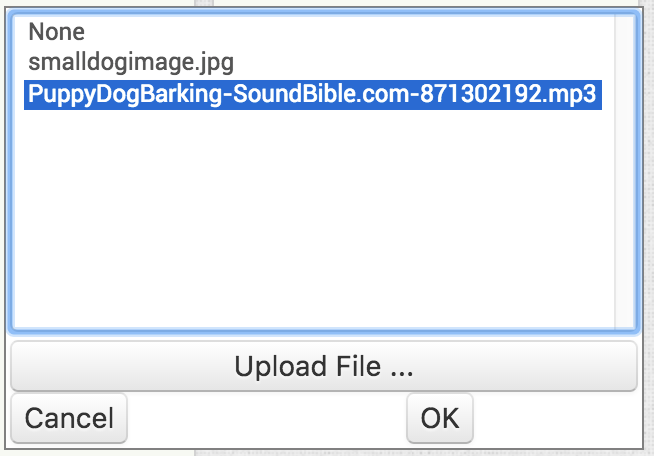 None
smalldogimage.jpg
PuppyDogBarking-SoundBible.com-871302192.mp3
Upload File ...
Cancel
OK